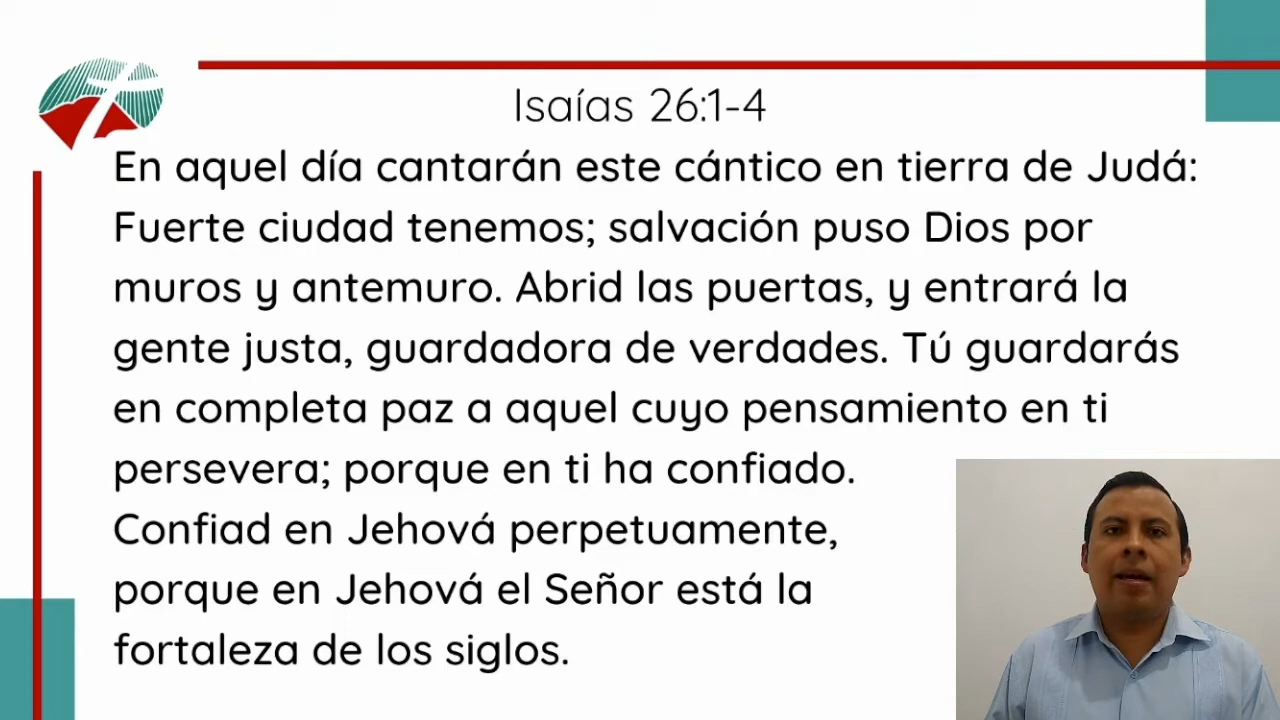 Isaías 26:1-4
En aquel día cantarán este cántico en tierra de Judá:
Fuerte ciudad tenemos; salvación puso Dios por
muros y antemuro. Abrid las puertas, y entrará la
gente justa, guardadora de verdades. Tú guardarás
en completa paz a aquel cuyo pensamiento en ti
persevera; porque en ti ha confiado.
Confiad en Jehová perpetuamente,
porque en Jehová el Señor está la
fortaleza de los siglos.